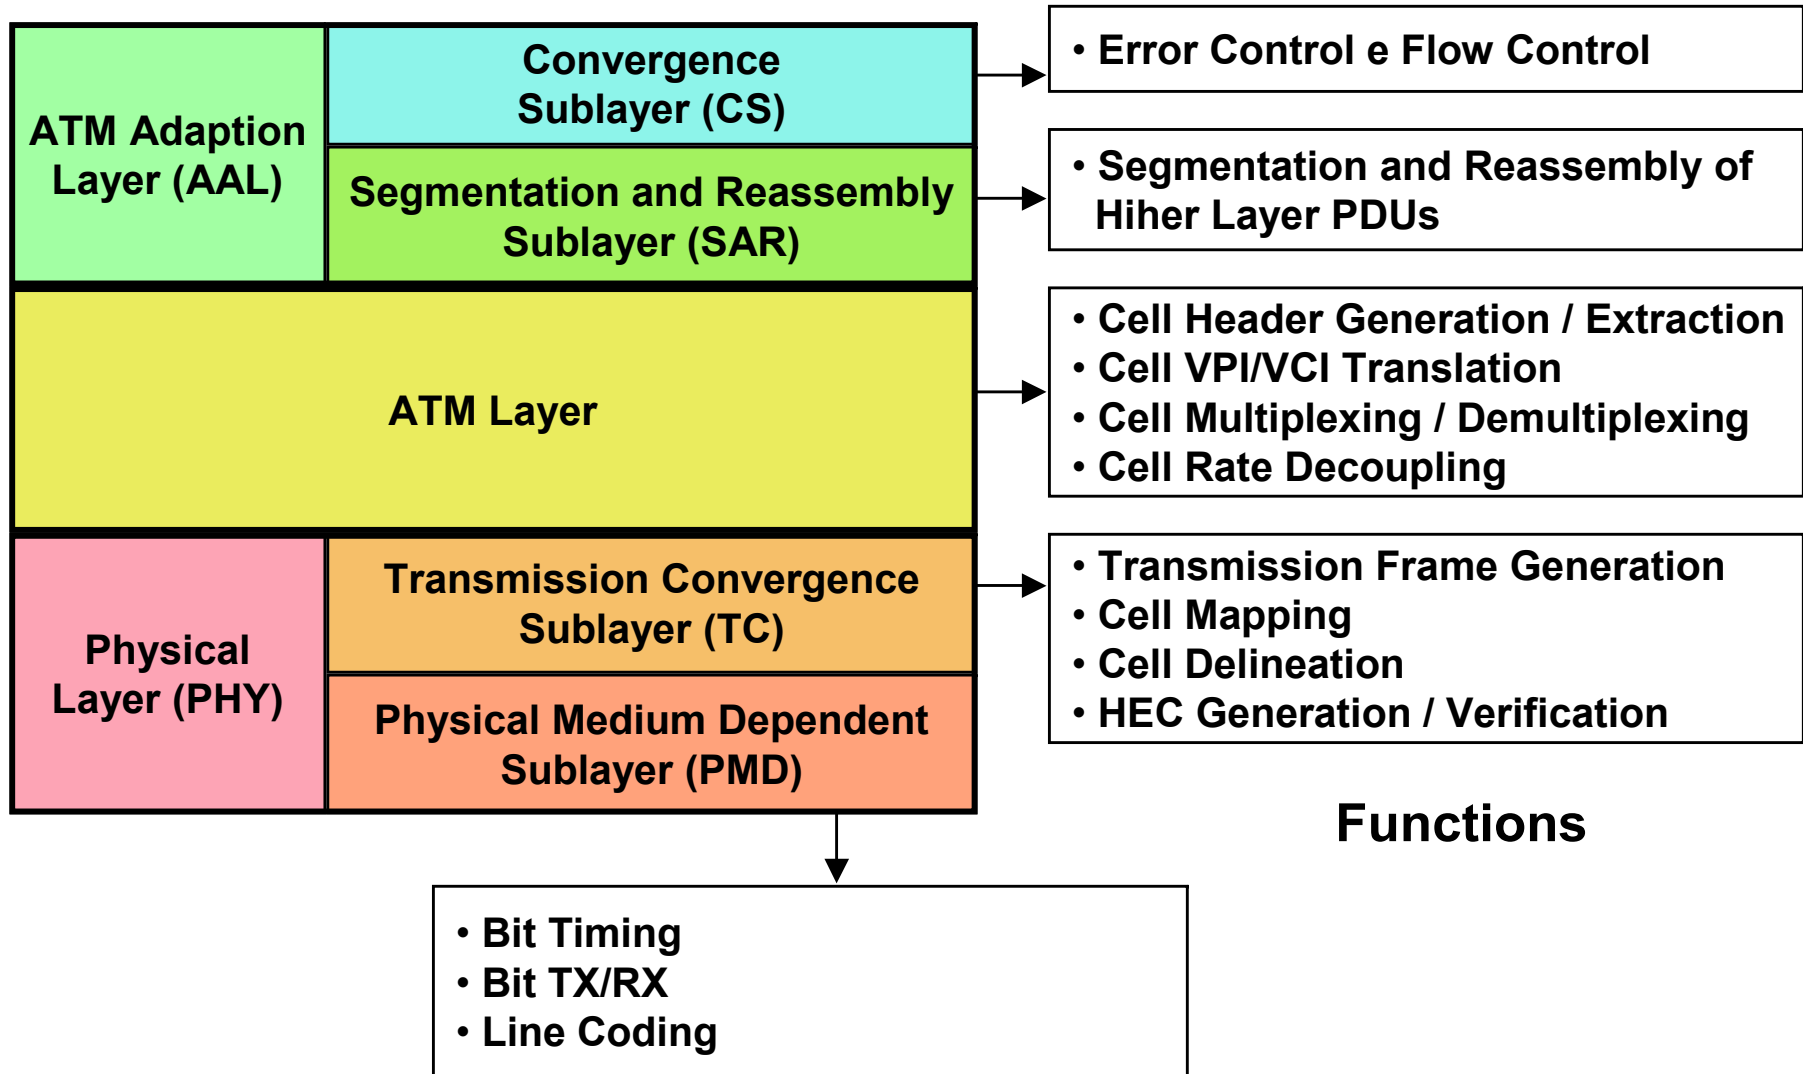 ATM Adaption
Layer (AAL)
Convergence
Sublayer (CS)
• Error Control e Flow Control
Segmentation and Reassembly
Sublayer (SAR)
• Segmentation and Reassembly of
Hiher Layer PDUs
ATM Layer
• Cell Header Generation / Extraction
• Cell VPI/VCI Translation
• Cell Multiplexing / Demultiplexing
• Cell Rate Decoupling
Physical
Layer (PHY)
Transmission Convergence
Sublayer (TC)
• Transmission Frame Generation
• Cell Mapping
• Cell Delineation
• HEC Generation / Verification
Physical Medium Dependent
Sublayer (PMD)
Functions
• Bit Timing
• Bit TX/RX
• Line Coding